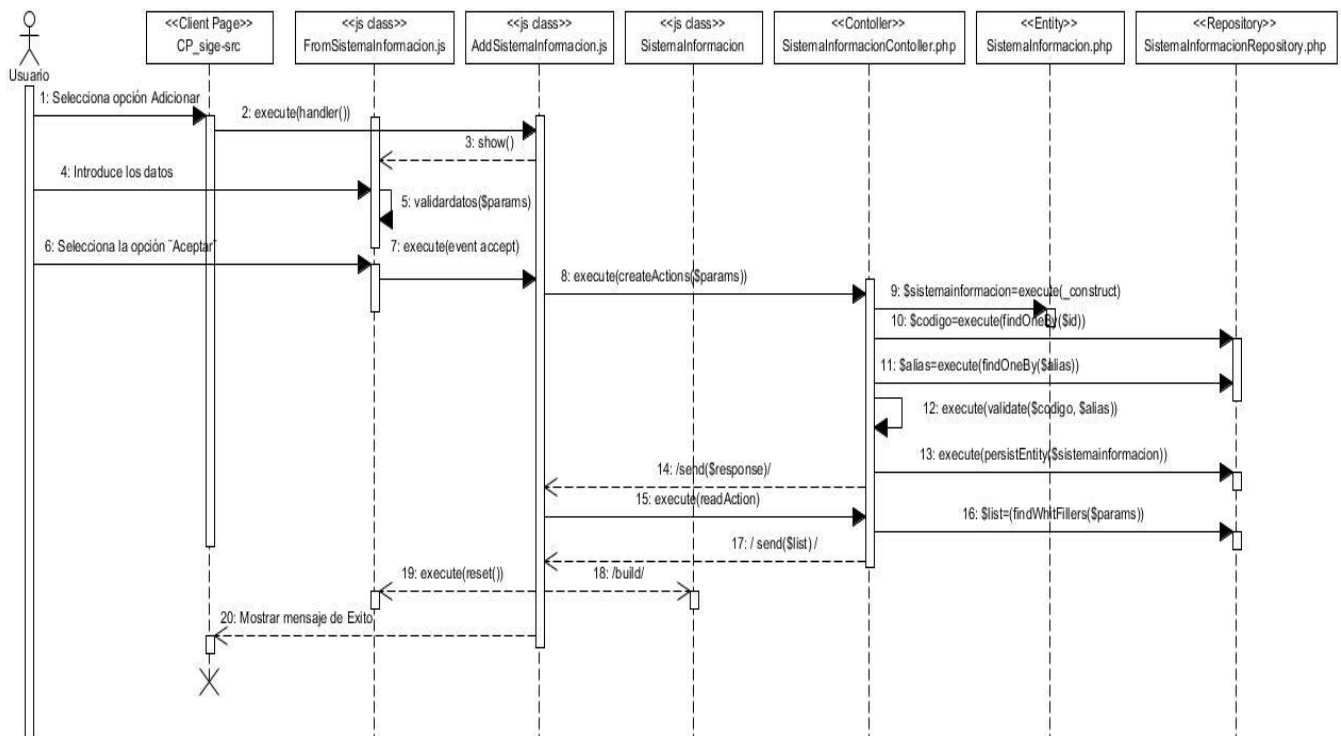 <<Client Page>>
CP_sige-src
<<js class>>
FromSistemaInformacion.js
<<js class>>
AddSistemaInformacion.js
<<js class>>
SistemaInformacion
<<Contoller>>
SistemaInformacionContoller.php
<<Entity>>
SistemaInformacion.php
<<Repository>>
SistemaInformacionRepository.php
Usuario
1: Selecciona opción Adicionar
2: execute(handler())
3: show()
4: Introduce los datos
5: validardatos($params)
6: Selecciona la opción ¨Aceptar¨
7: execute(event accept)
8: execute(createActions($params))
9: $sistemainformacion=execute(_construct)
10: $codigo=execute(findOneBy($id))
11: $alias=execute(findOneBy($alias))
12: execute(validate($codigo, $alias))
13: execute(persistEntity($sistemainformacion))
14: /send($response)/
15: execute(readAction)
16: $list=(findWhitFillers($params))
17: / send($list) /
18: /build/
19: execute(reset())
20: Mostrar mensaje de Exito